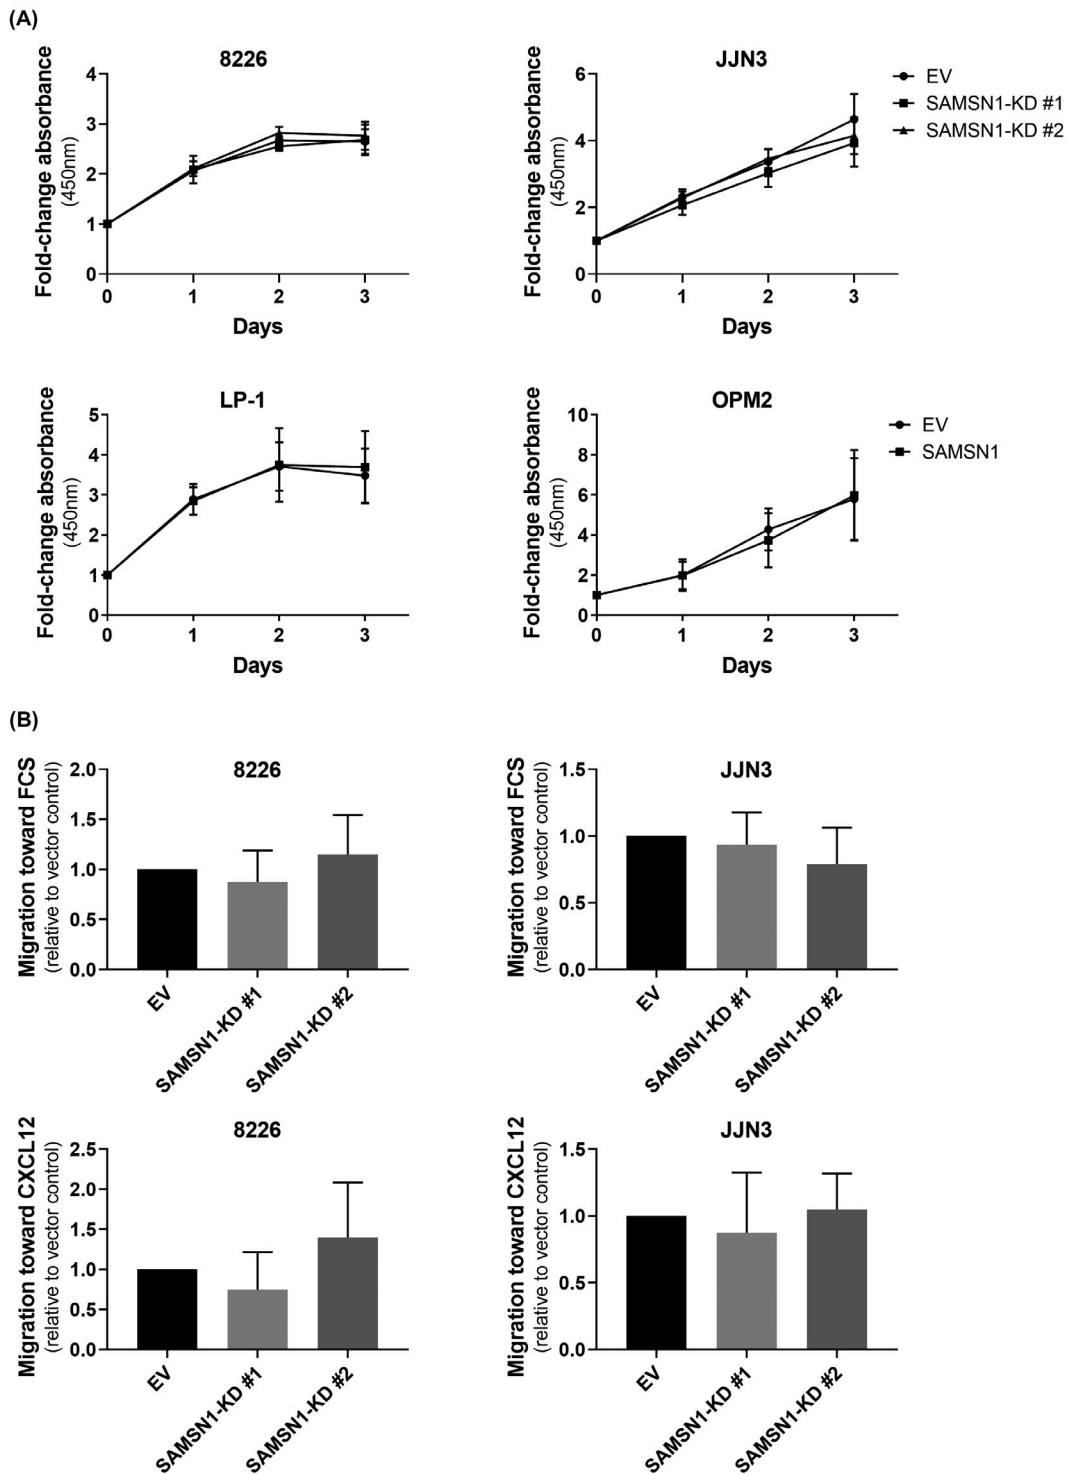 (A)
8226
Fold-change absorbance
(450nm)
4
3
2
1
0
0 1 2 3
Days
JJN3
Fold-change absorbance
(450nm)
6
4
2
0
0 1 2 3
Days
EV
SAMSN1-KD #1
SAMSN1-KD #2
LP-1
Fold-change absorbance
(450nm)
5
4
3
2
1
0
0 1 2 3
Days
OPM2
Fold-change absorbance
(450nm)
10
8
6
4
2
0
0 1 2 3
Days
EV
SAMSN1
(B)
8226
Migration toward FCS
(relative to vector control)
2.0
1.5
1.0
0.5
0.0
EV
SAMSN1-KD #1
SAMSN1-KD #2
JJN3
Migration toward FCS
(relative to vector control)
1.5
1.0
0.5
0.0
EV
SAMSN1-KD #1
SAMSN1-KD #2
8226
Migration toward CXCL12
(relative to vector control)
2.5
2.0
1.5
1.0
0.5
0.0
EV
SAMSN1-KD #1
SAMSN1-KD #2
JJN3
Migration toward CXCL12
(relative to vector control)
1.5
1.0
0.5
0.0
EV
SAMSN1-KD #1
SAMSN1-KD #2